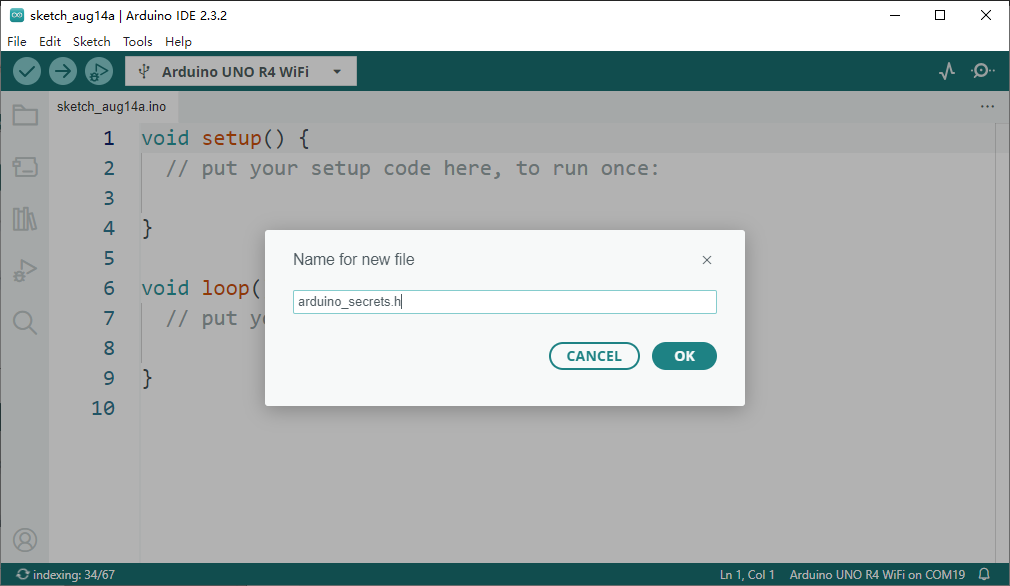 sketch_aug14a | Arduino IDE 2.3.2
File Edit Sketch Tools Help
Arduino UNO R4 WiFi
sketch_aug14a.ino
1 void setup() {
2 // put your setup code here, to run once:
3
4 }
5
6 void loop(
7 // put yo
8
9 }
10
Name for new file
arduino_secrets.h
CANCEL OK
indexing: 34/67 Ln 1, Col 1 Arduino UNO R4 WiFi on COM19